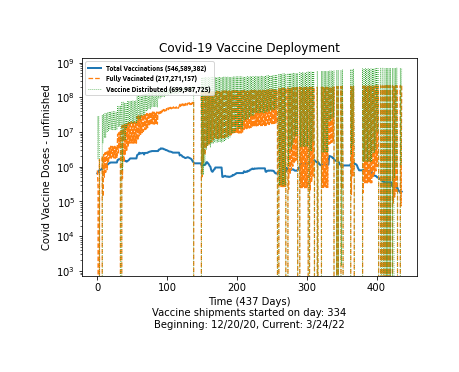 Covid-19 Vaccine Deployment
Total Vaccinations (546,589,382)
Fully Vacinated (217,271,157)
Vaccine Distributed (699,987,725)
Covid Vaccine Doses - unfinished
10⁹
10⁸
10⁷
10⁶
10⁵
10⁴
10³
0 100 200 300 400
Time (437 Days)
Vaccine shipments started on day: 334
Beginning: 12/20/20, Current: 3/24/22